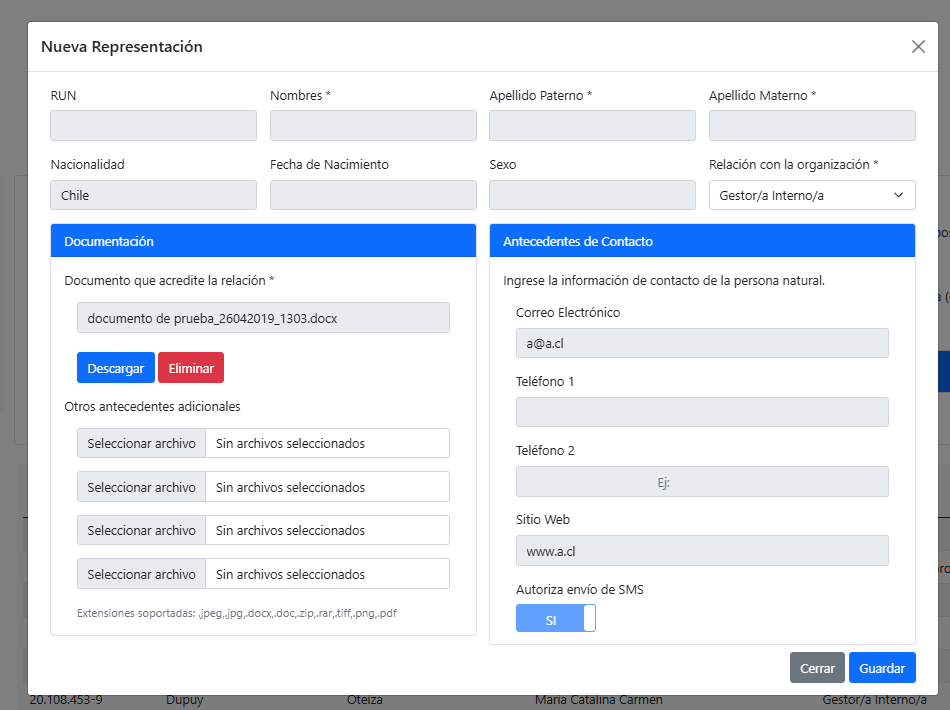 Nueva Representación
RUN
Nombres *
Apellido Paterno *
Apellido Materno *
Nacionalidad
Fecha de Nacimiento
Sexo
Relación con la organización *
Chile
Gestor/a Interno/a
Documentación
Documento que acredite la relación *
documento de prueba_26042019_1303.docx
Descargar
Eliminar
Otros antecedentes adicionales
Seleccionar archivo Sin archivos seleccionados
Seleccionar archivo Sin archivos seleccionados
Seleccionar archivo Sin archivos seleccionados
Seleccionar archivo Sin archivos seleccionados
Extensiones soportadas: .jpeg,.jpg,.docx,.doc,.zip,.rar,.tiff,.png,.pdf
Antecedentes de Contacto
Ingrese la información de contacto de la persona natural.
Correo Electrónico
a@a.cl
Teléfono 1
Teléfono 2
Ej:
Sitio Web
www.a.cl
Autoriza envío de SMS
SI
Cerrar
Guardar
20.108.453-9 Dupuy Oteiza Maria Catalina Carmen Gestor/a Interno/a